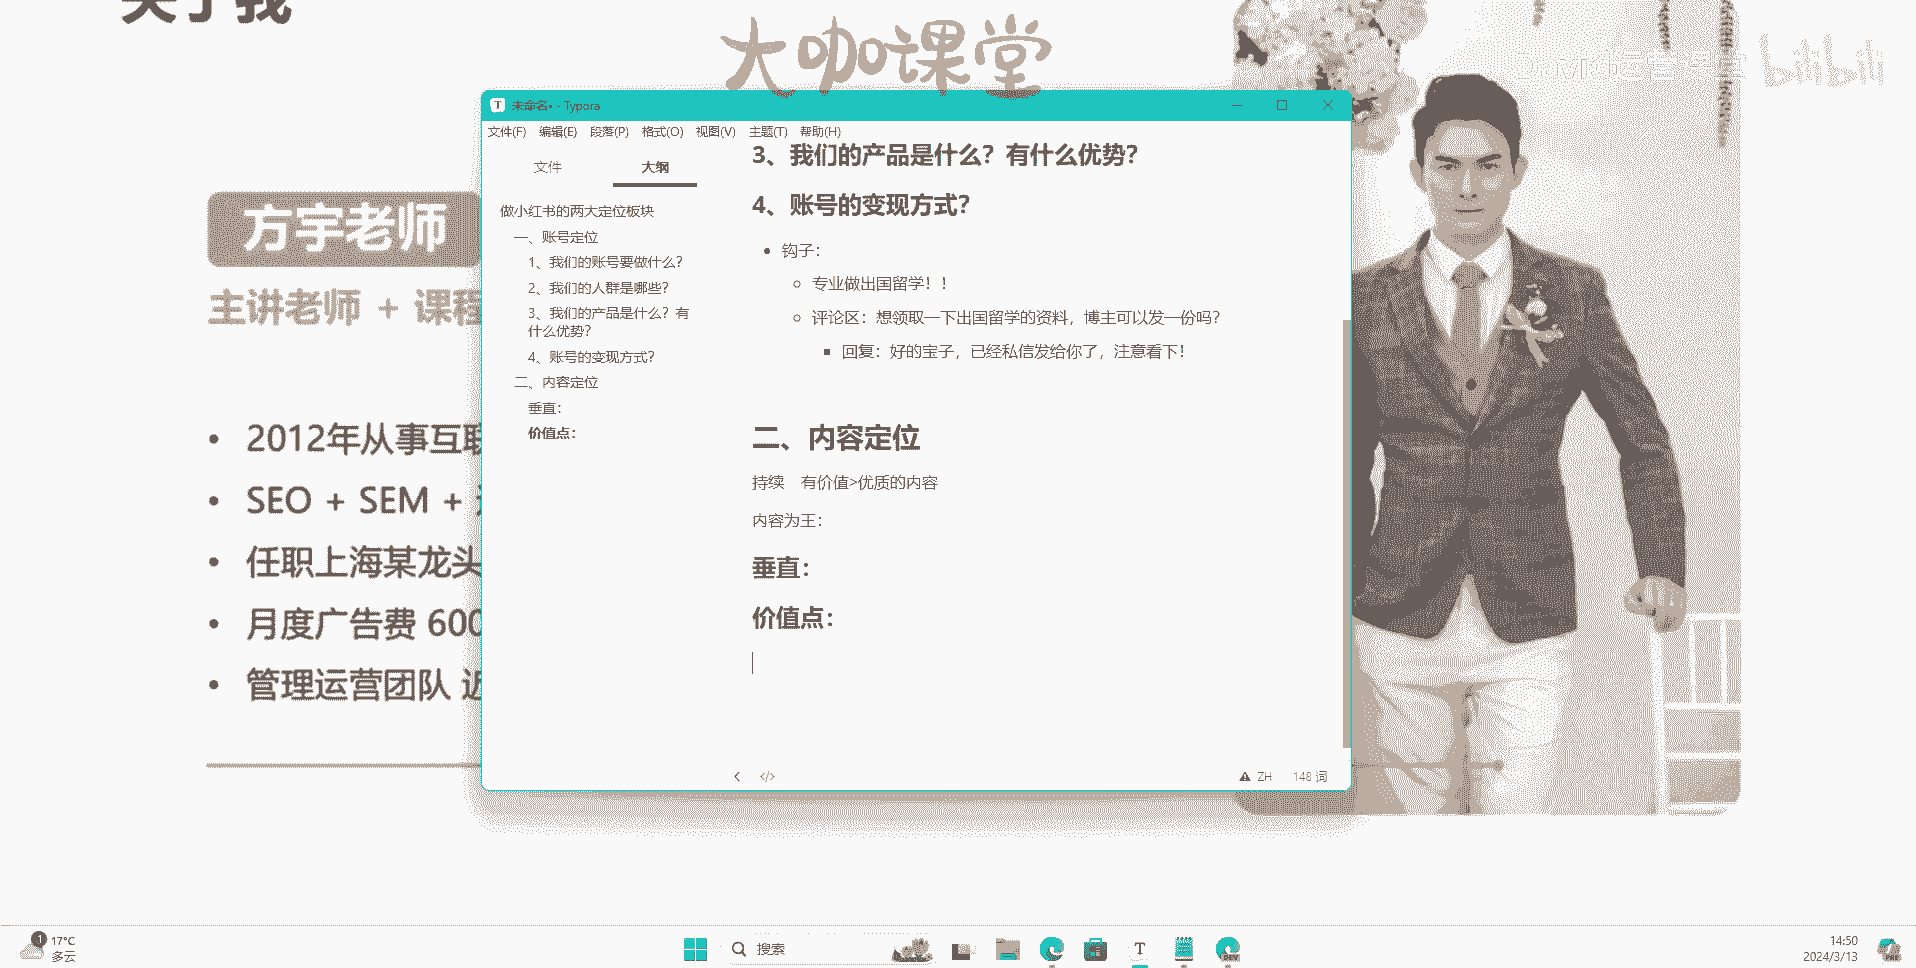 关于我
大咖课堂
运营课堂 bilibili
未命名• - Typora
文件(F) 编辑(E) 段落(P) 格式(O) 视图(V) 主题(T) 帮助(H)
文件 大纲
做小红书的两大定位板块
一、账号定位
1、我们的账号要做什么？
2、我们的人群是哪些？
3、我们的产品是什么？有
什么优势？
4、账号的变现方式？
二、内容定位
垂直：
价值点：
3、我们的产品是什么？有什么优势？
4、账号的变现方式？
钩子：
专业做出国留学！！
评论区：想领取一下出国留学的资料，博主可以发一份吗？
回复：好的宝子，已经私信发给你了，注意看下！
二、内容定位
持续 有价值>优质的内容
内容为王：
垂直：
价值点：
ZH 148 词
方宇老师
主讲老师 + 课程
2012年从事互联
SEO + SEM +
任职上海某龙头
月度广告费 600
管理运营团队
1
17°C
多云
搜索
DEV
14:50
2024/3/13
PRE